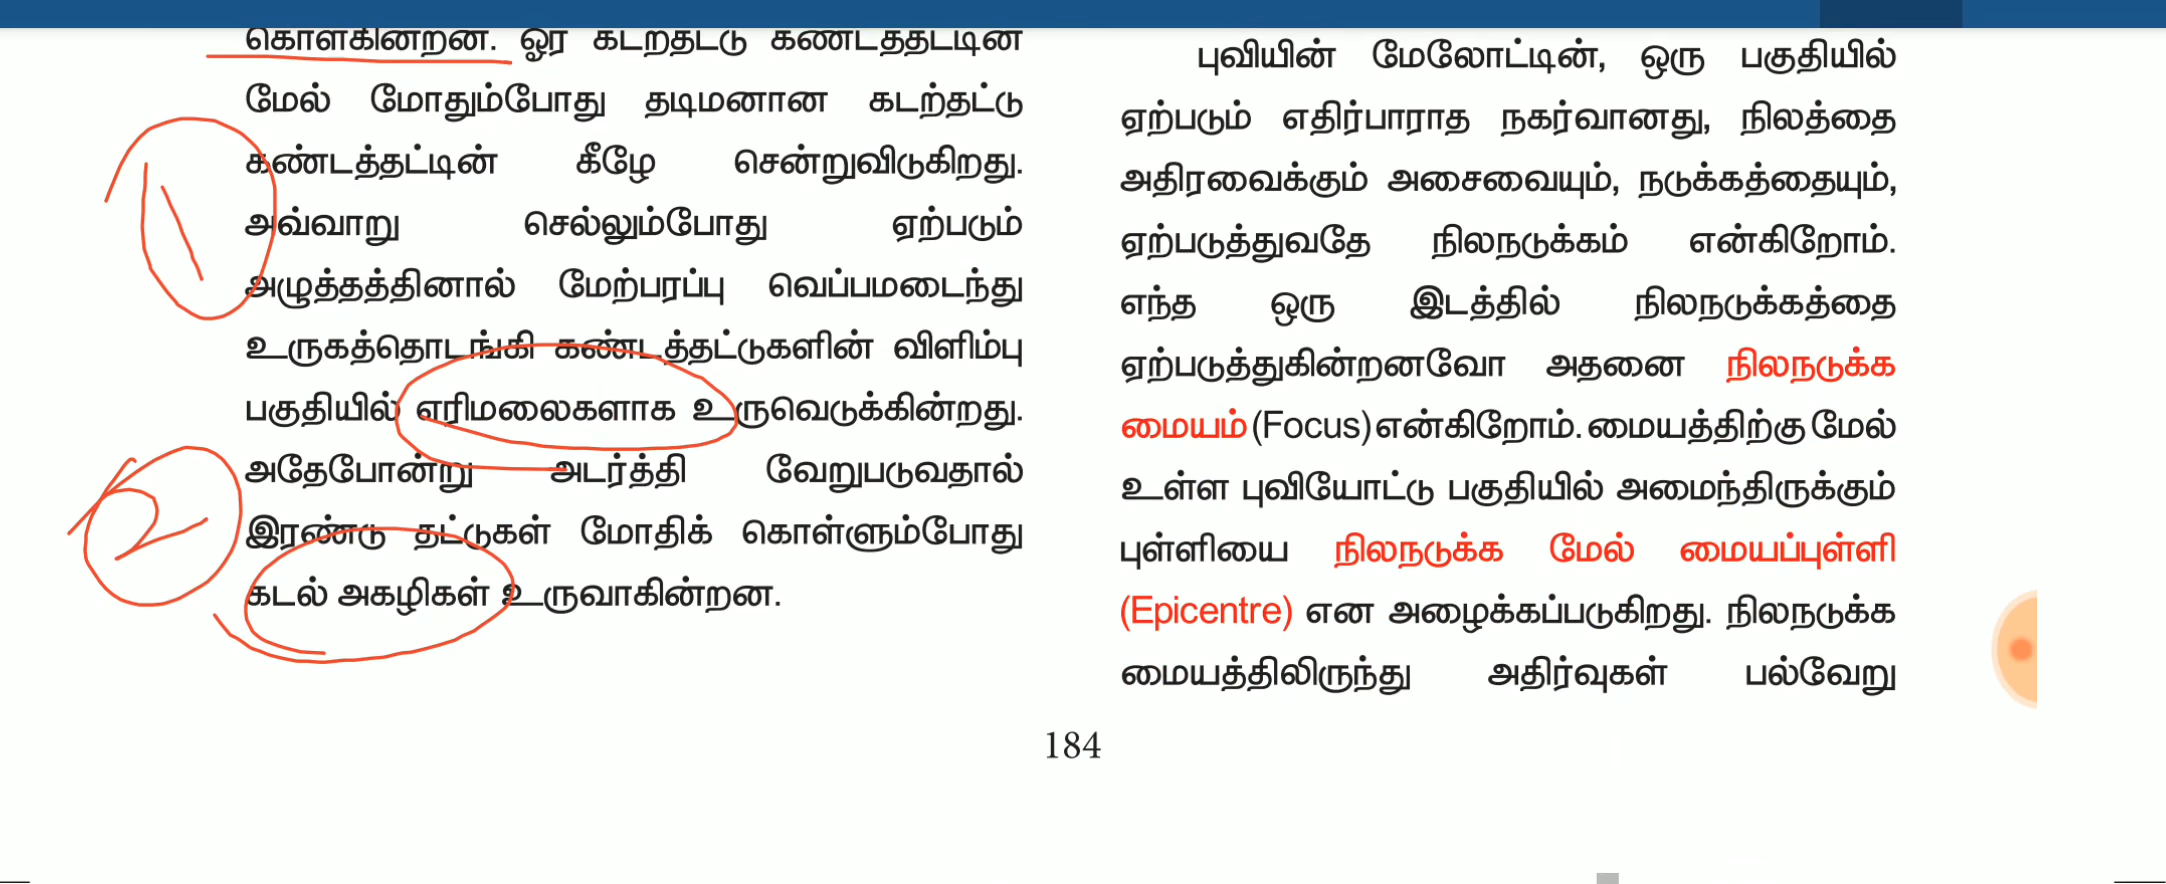 கொள்கின்றன. ஓர் கடற்தட்டு கண்டத்தட்டின்
மேல் மோதும்போது தடிமனான கடற்தட்டு
கண்டத்தட்டின் கீழே சென்றுவிடுகிறது.
அவ்வாறு செல்லும்போது ஏற்படும்
அழுத்தத்தினால் மேற்பரப்பு வெப்பமடைந்து
உருகத்தொடங்கி கண்டத்தட்டுகளின் விளிம்பு
பகுதியில் எரிமலைகளாக உருவெடுக்கின்றது.
அதேபோன்று அடர்த்தி வேறுபடுவதால்
இரண்டு தட்டுகள் மோதிக் கொள்ளும்போது
கடல் அகழிகள் உருவாகின்றன.
1
2
புவியின் மேலோட்டின், ஒரு பகுதியில்
ஏற்படும் எதிர்பாராத நகர்வானது, நிலத்தை
அதிரவைக்கும் அசைவையும், நடுக்கத்தையும்,
ஏற்படுத்துவதே நிலநடுக்கம் என்கிறோம்.
எந்த ஒரு இடத்தில் நிலநடுக்கத்தை
ஏற்படுத்துகின்றனவோ அதனை நிலநடுக்க
மையம் (Focus) என்கிறோம். மையத்திற்கு மேல்
உள்ள புவியோட்டு பகுதியில் அமைந்திருக்கும்
புள்ளியை நிலநடுக்க மேல் மையப்புள்ளி
(Epicentre) என அழைக்கப்படுகிறது. நிலநடுக்க
மையத்திலிருந்து அதிர்வுகள் பல்வேறு
184